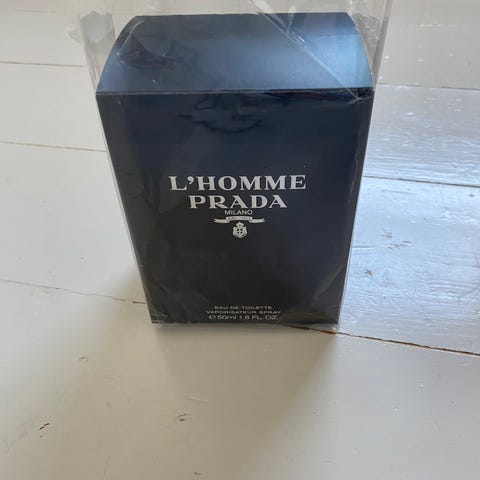 L'HOMME
PRADA
MILANO
EAU DE TOILETTE
VAPORISATEUR SPRAY
℮50ml 1.6 FL.OZ.